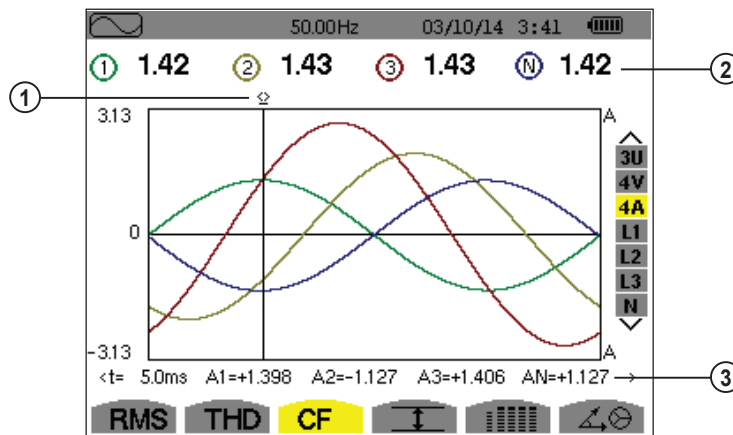 50.00Hz 03/10/14 3:41
1 1.42 2 1.43 3 1.43 N 1.42
2
1
3.13 A
3U
4V
4A
L1
L2
L3
N
0
-3.13 A
<t= 5.0ms A1=+1.398 A2=-1.127 A3=+1.406 AN=+1.127 →
3
RMS THD CF